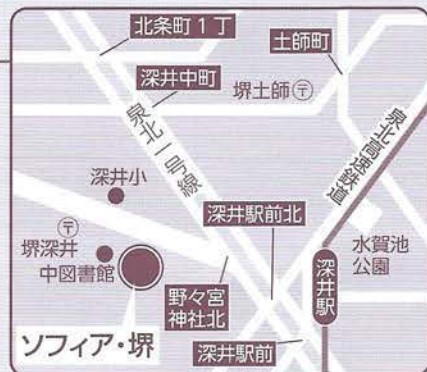 北条町1丁
土師町
深井中町
堺土師〒
泉北一号線
泉北高速鉄道
深井小
深井駅前北
〒
堺深井
中図書館
水賀池
公園
深井駅
野々宮
神社北
ソフィア・堺
深井駅前